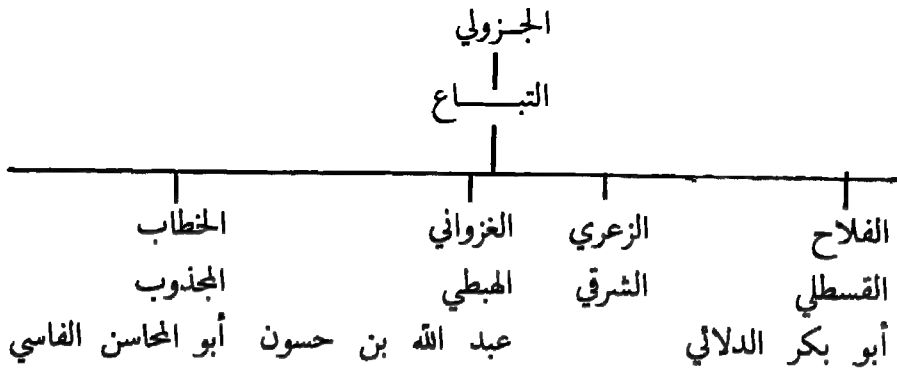 الجزولي
التباع
الفلاح الزعري الغزواني الخطاب
القسطلي الشرقي الهبطي المجذوب
أبو بكر الدلائي عبد الله بن حسون أبو المحاسن الفاسي